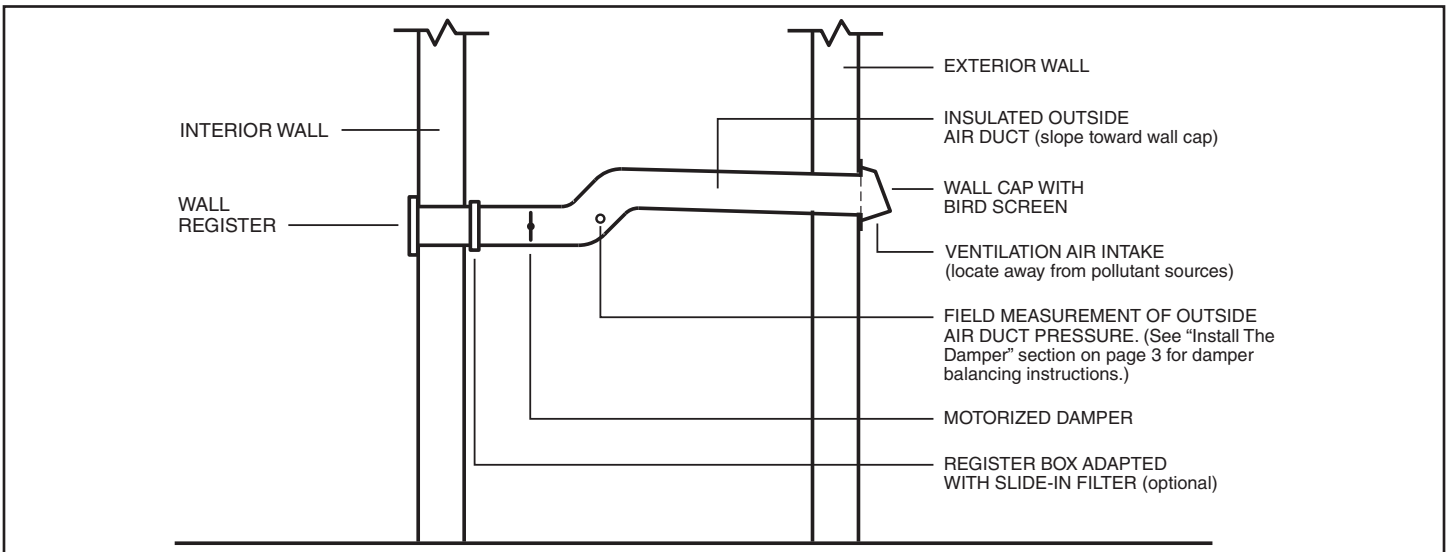 INTERIOR WALL
WALL
REGISTER
EXTERIOR WALL
INSULATED OUTSIDE
AIR DUCT (slope toward wall cap)
WALL CAP WITH
BIRD SCREEN
VENTILATION AIR INTAKE
(locate away from pollutant sources)
FIELD MEASUREMENT OF OUTSIDE
AIR DUCT PRESSURE. (See “Install The
Damper” section on page 3 for damper
balancing instructions.)
MOTORIZED DAMPER
REGISTER BOX ADAPTED
WITH SLIDE-IN FILTER (optional)